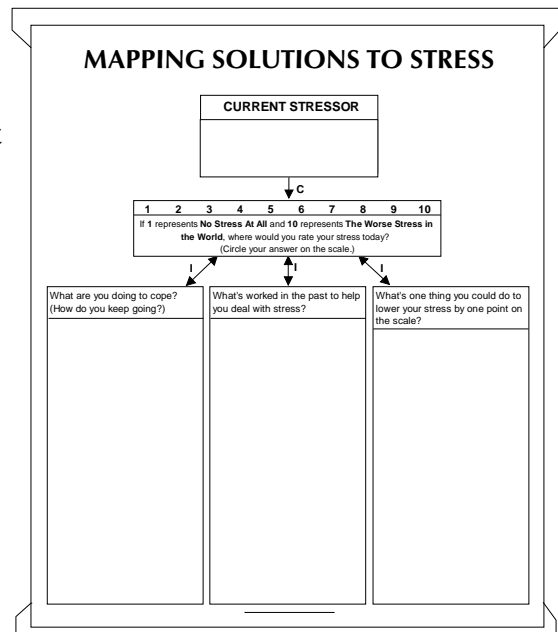 MAPPING SOLUTIONS TO STRESS
CURRENT STRESSOR
C
1 2 3 4 5 6 7 8 9 10
If 1 represents No Stress At All and 10 represents The Worse Stress in
the World, where would you rate your stress today?
(Circle your answer on the scale.)
I I I
What are you doing to cope?
(How do you keep going?)
What's worked in the past to help
you deal with stress?
What's one thing you could do to
lower your stress by one point on
the scale?